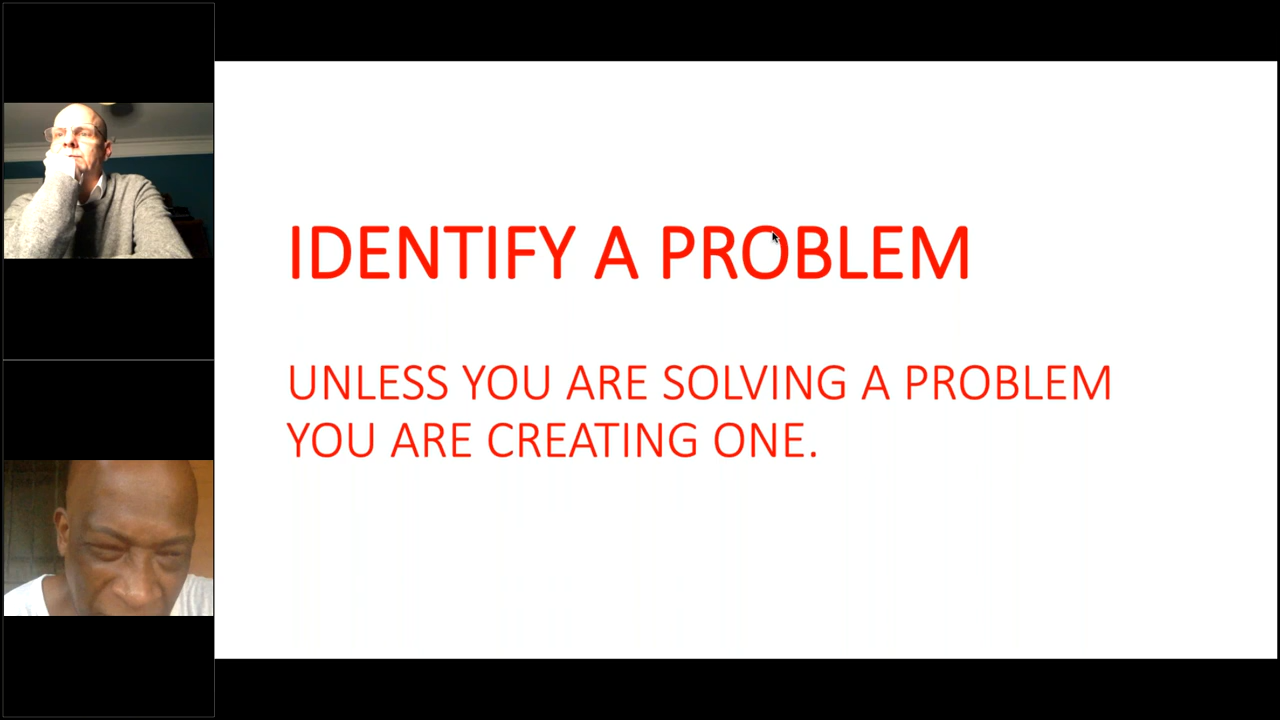 IDENTIFY A PROBLEM
UNLESS YOU ARE SOLVING A PROBLEM
YOU ARE CREATING ONE.